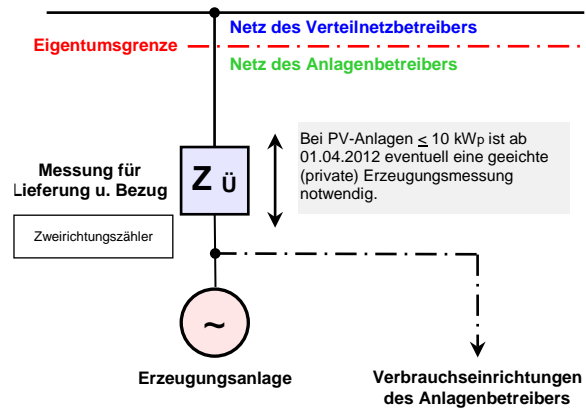 Netz des Verteilnetzbetreibers
Eigentumsgrenze
Netz des Anlagenbetreibers
Bei PV-Anlagen < 10 kWp ist ab
01.04.2012 eventuell eine geeichte
(private) Erzeugungsmessung
notwendig.
Messung für
Lieferung u. Bezug
Z Ü
Zweirichtungszähler
~
Erzeugungsanlage
Verbrauchseinrichtungen
des Anlagenbetreibers